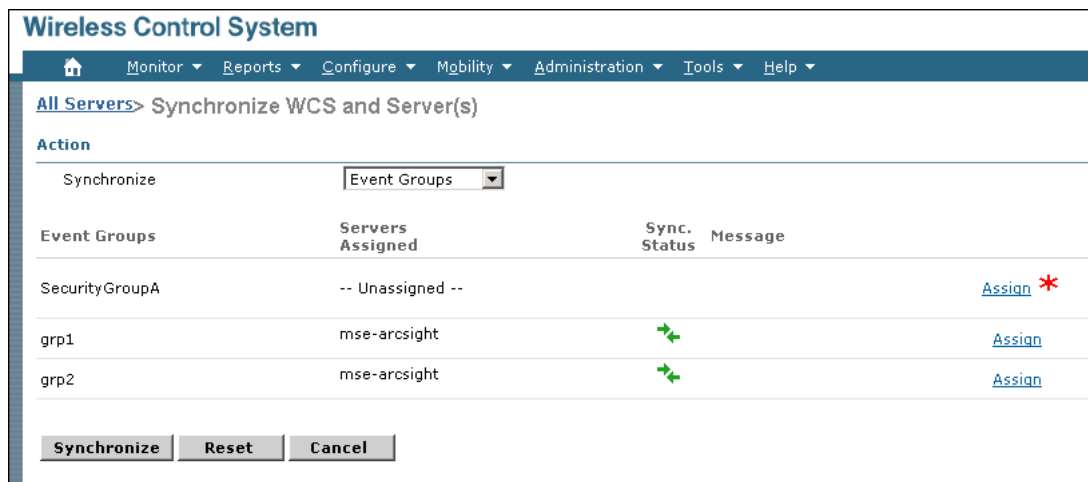 Wireless Control System
Monitor Reports Configure Mobility Administration Tools Help
All Servers> Synchronize WCS and Server(s)
Action
Synchronize Event Groups
Event Groups Servers Assigned Sync. Status Message
SecurityGroupA -- Unassigned -- Assign *
grp1 mse-arcsight Assign
grp2 mse-arcsight Assign
Synchronize Reset Cancel